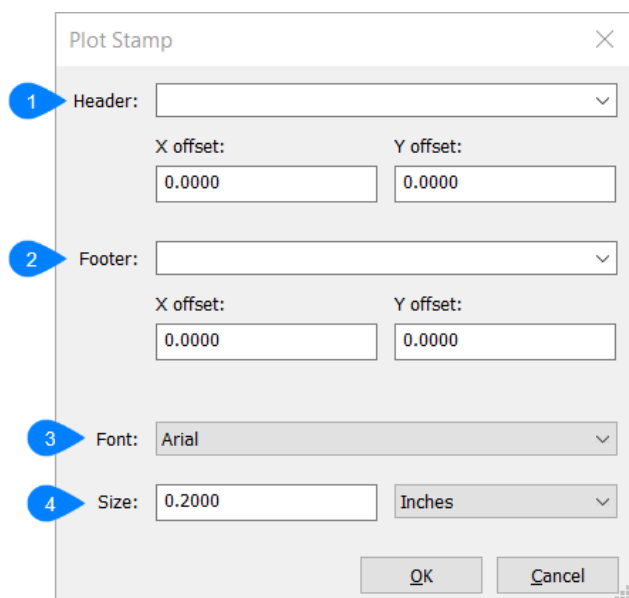 Plot Stamp
1 Header:
X offset: Y offset:
0.0000 0.0000
2 Footer:
X offset: Y offset:
0.0000 0.0000
3 Font: Arial
4 Size: 0.2000 Inches
OK Cancel